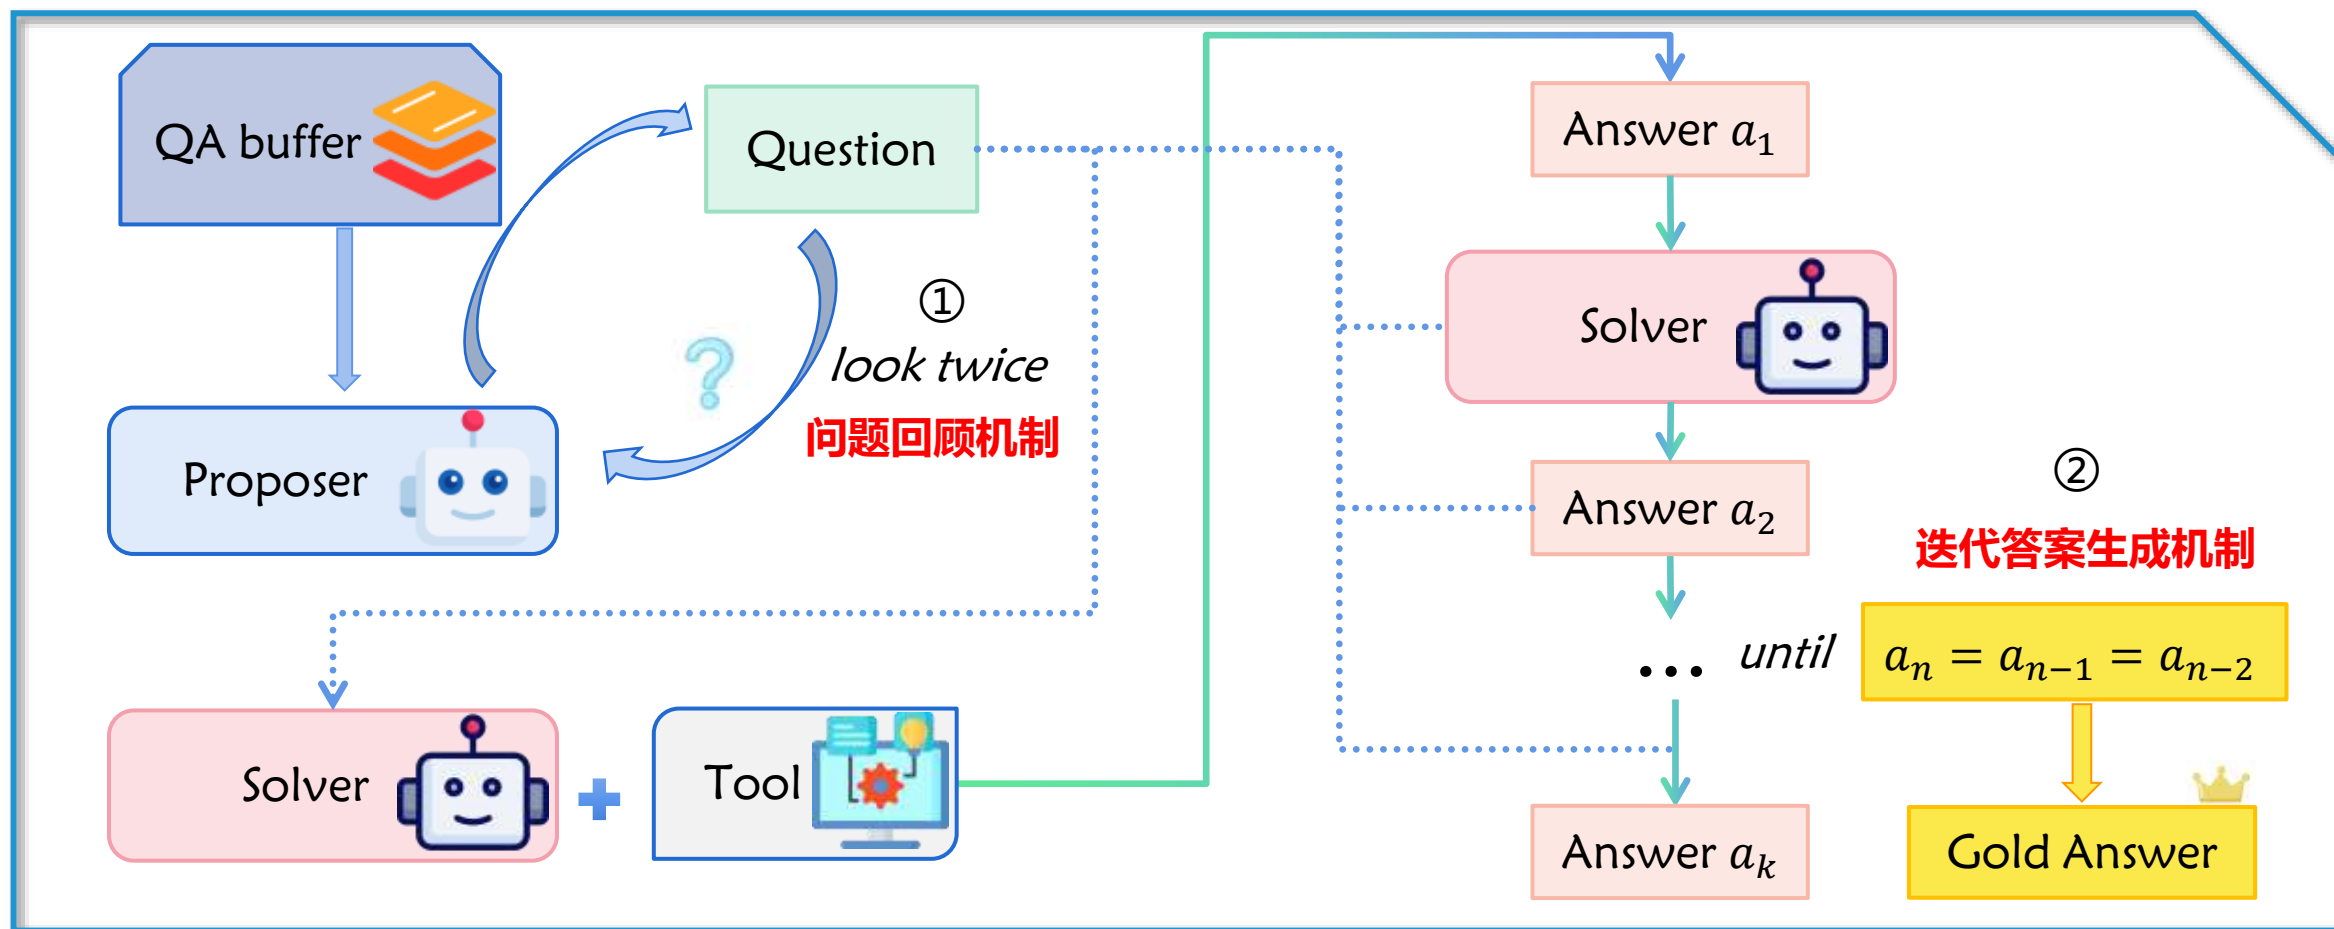 QA buffer
Question
①
look twice
问题回顾机制
Proposer
Solver
Tool
Answer a₁
Solver
Answer a₂
②
迭代答案生成机制
... until
aₙ = aₙ₋₁ = aₙ₋₂
Answer aₖ
Gold Answer